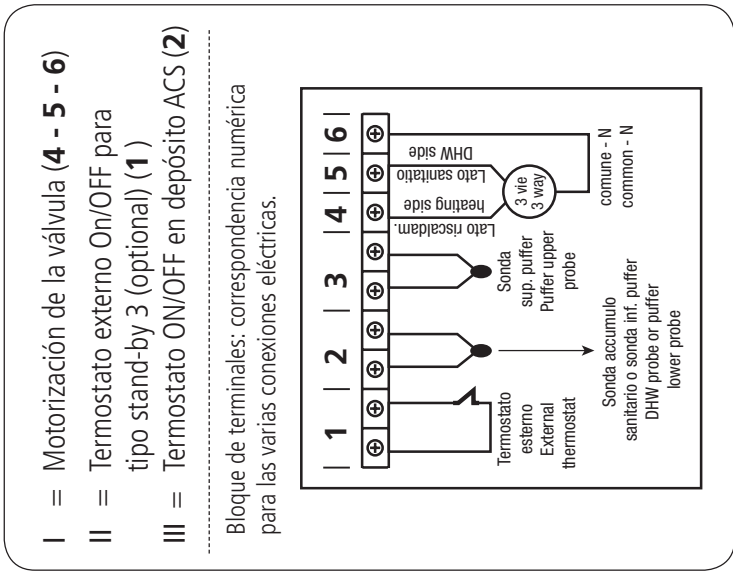 I = Motorización de la válvula (4 - 5 - 6)
II = Termostato externo On/OFF para
tipo stand-by 3 (optional) (1 )
III = Termostato ON/OFF en depósito ACS (2)
Bloque de terminales: correspondencia numérica
para las varias conexiones eléctricas.
1 2 3 4 5 6
Termostato
esterno
External
thermostat
Sonda accumulo
sanitario o sonda inf. puffer
DHW probe or puffer
lower probe
Sonda
sup. puffer
Puffer upper
probe
Lato riscaldam.
heating side
Lato sanitatio
DHW side
3 vie
3 way
comune - N
common - N